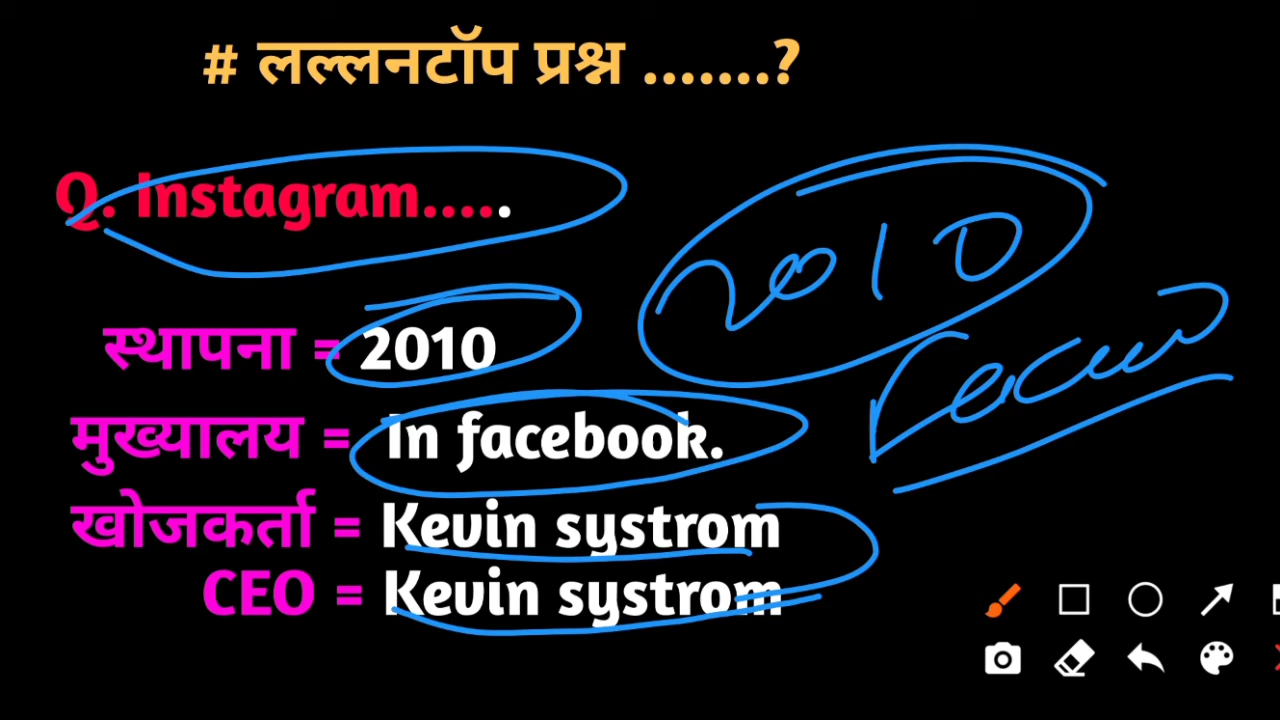 # लल्लनटॉप प्रश्न .......?
Q. Instagram.....
2010
स्थापना = 2010
मुख्यालय = In facebook.
खोजकर्ता = Kevin systrom
CEO = Kevin systrom